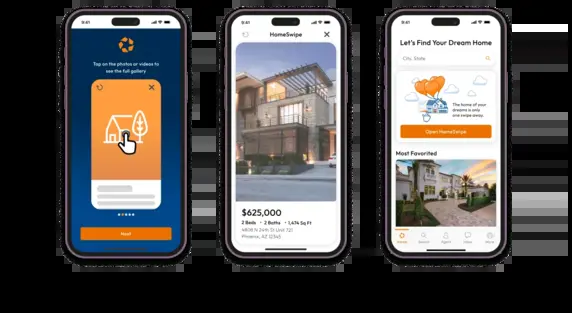 9:41
Tap on the photos or videos to
see the full gallery
Next
9:41
HomeSwipe
$625,000
2 Beds • 2 Baths • 1,474 Sq Ft
4808 N 24th St Unit 721
Phoenix, AZ 12345
9:41
Let's Find Your Dream Home
City, State
The home of your
dreams is only
one swipe away.
Open HomeSwipe
Most Favorited
Home
Search
Agent
Inbox
More